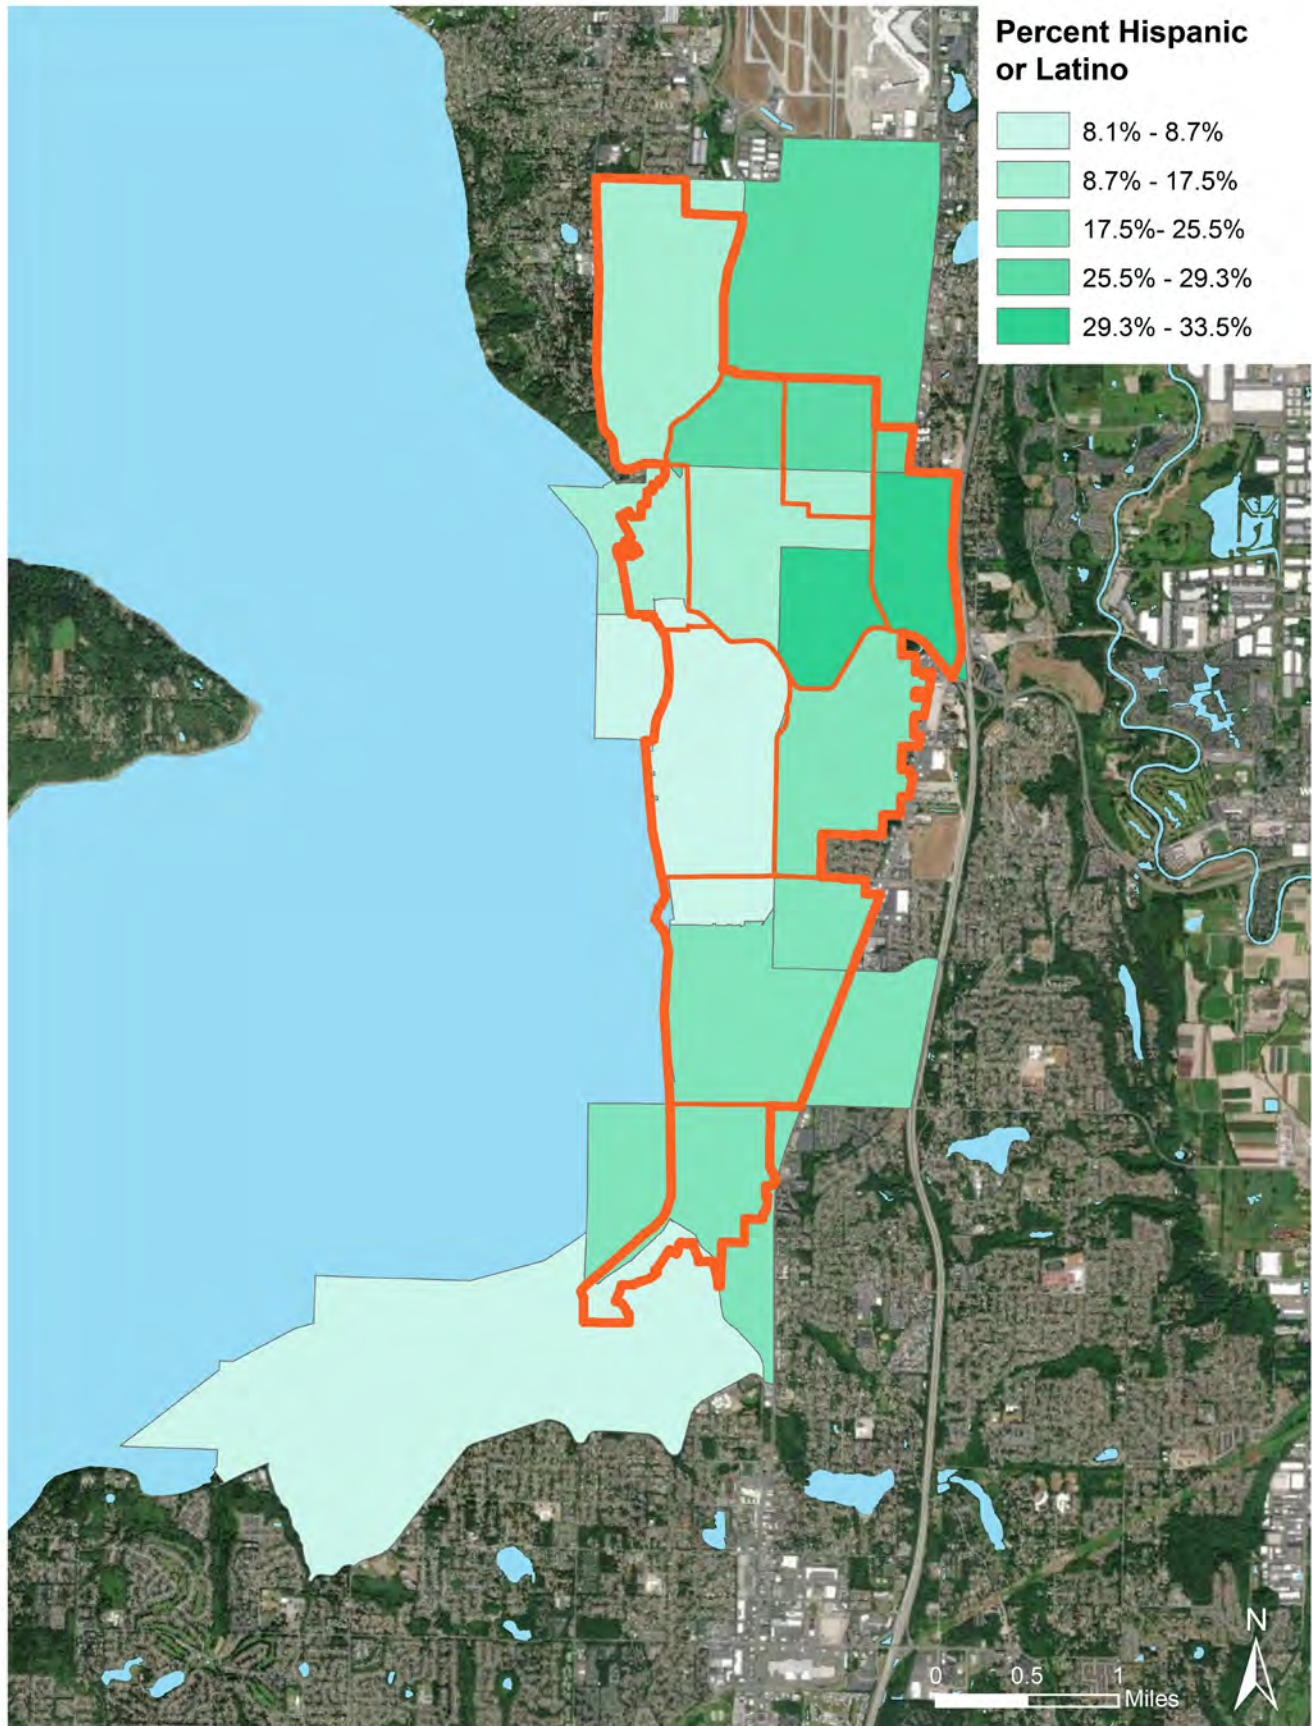 Percent Hispanic
or Latino
8.1% - 8.7%
8.7% - 17.5%
17.5%- 25.5%
25.5% - 29.3%
29.3% - 33.5%
N
0 0.5 1
Miles